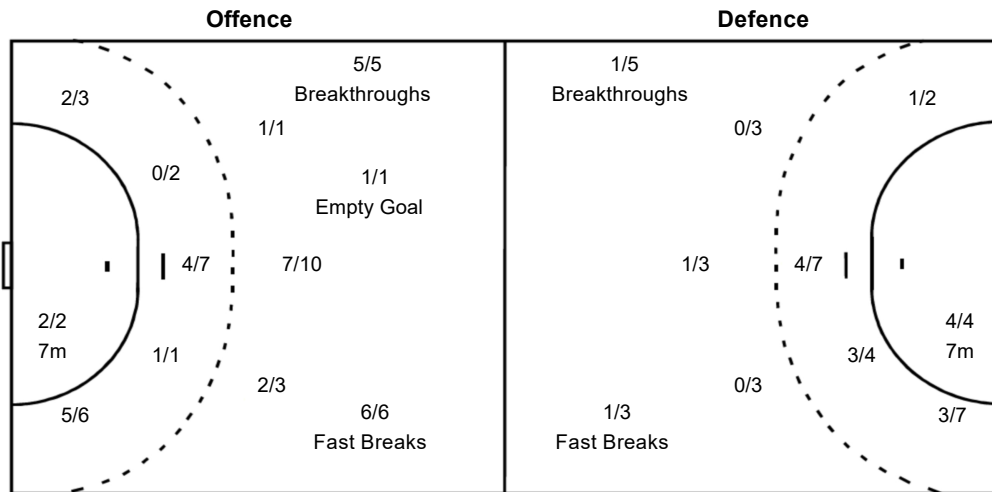 Offence
Defence
5/5
Breakthroughs
1/5
Breakthroughs
2/3
1/2
1/1
0/3
0/2
1/1
Empty Goal
4/7
7/10
1/3
4/7
2/2
7m
4/4
7m
1/1
3/4
2/3
0/3
5/6
6/6
Fast Breaks
1/3
Fast Breaks
3/7